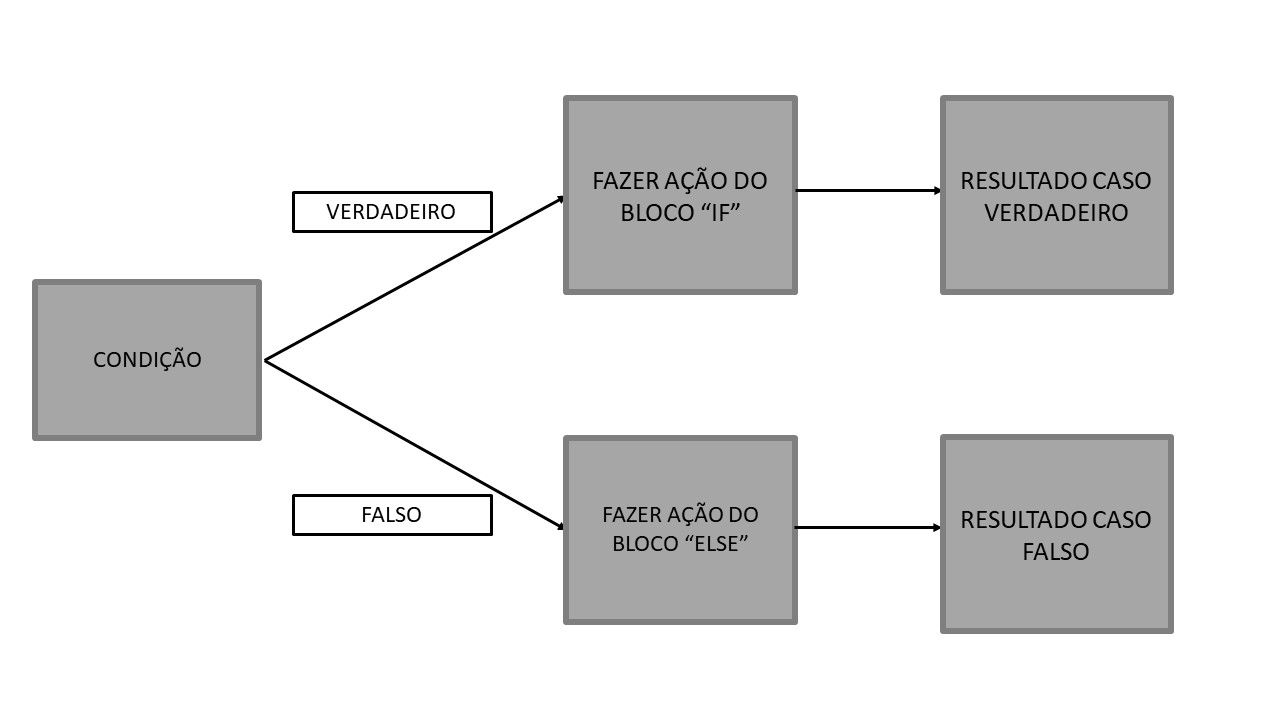 VERDADEIRO
FAZER AÇÃO DO
BLOCO “IF”
RESULTADO CASO
VERDADEIRO
CONDIÇÃO
FALSO
FAZER AÇÃO DO
BLOCO “ELSE”
RESULTADO CASO
FALSO